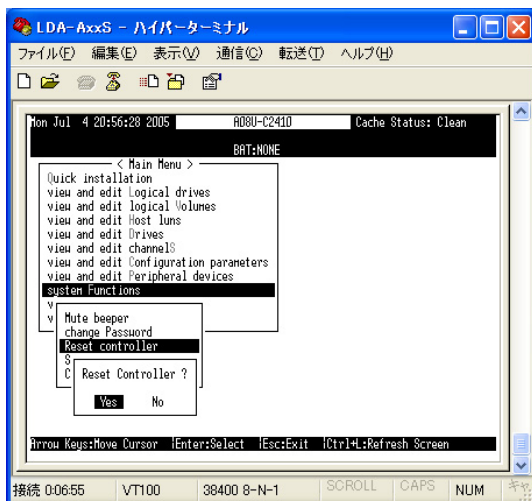 LDA-AxxS - ハイパーターミナル
ファイル(F) 編集(E) 表示(V) 通信(C) 転送(T) ヘルプ(H)
Mon Jul 4 20:56:28 2005 A08U-C2410 Cache Status: Clean
BAT:NONE
< Main Menu >
Quick installation
view and edit Logical drives
view and edit logical Volumes
view and edit Host luns
view and edit Drives
view and edit channelS
view and edit Configuration parameters
view and edit Peripheral devices
system Functions
v
v
Mute beeper
change Password
Reset controller
S
C
Reset Controller ?
Yes No
Arrow Keys:Move Cursor |Enter:Select |Esc:Exit |Ctrl+L:Refresh Screen
接続 0:06:55 VT100 38400 8-N-1 SCROLL CAPS NUM キャ